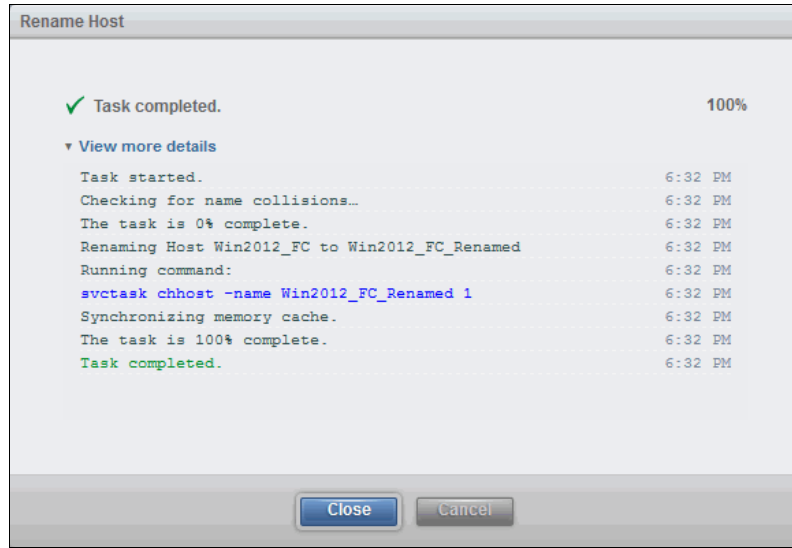 Rename Host
Task completed. 100%
View more details
Task started. 6:32 PM
Checking for name collisions… 6:32 PM
The task is 0% complete. 6:32 PM
Renaming Host Win2012_FC to Win2012_FC_Renamed 6:32 PM
Running command: 6:32 PM
svctask chhost -name Win2012_FC_Renamed 1 6:32 PM
Synchronizing memory cache. 6:32 PM
The task is 100% complete. 6:32 PM
Task completed. 6:32 PM
Close Cancel